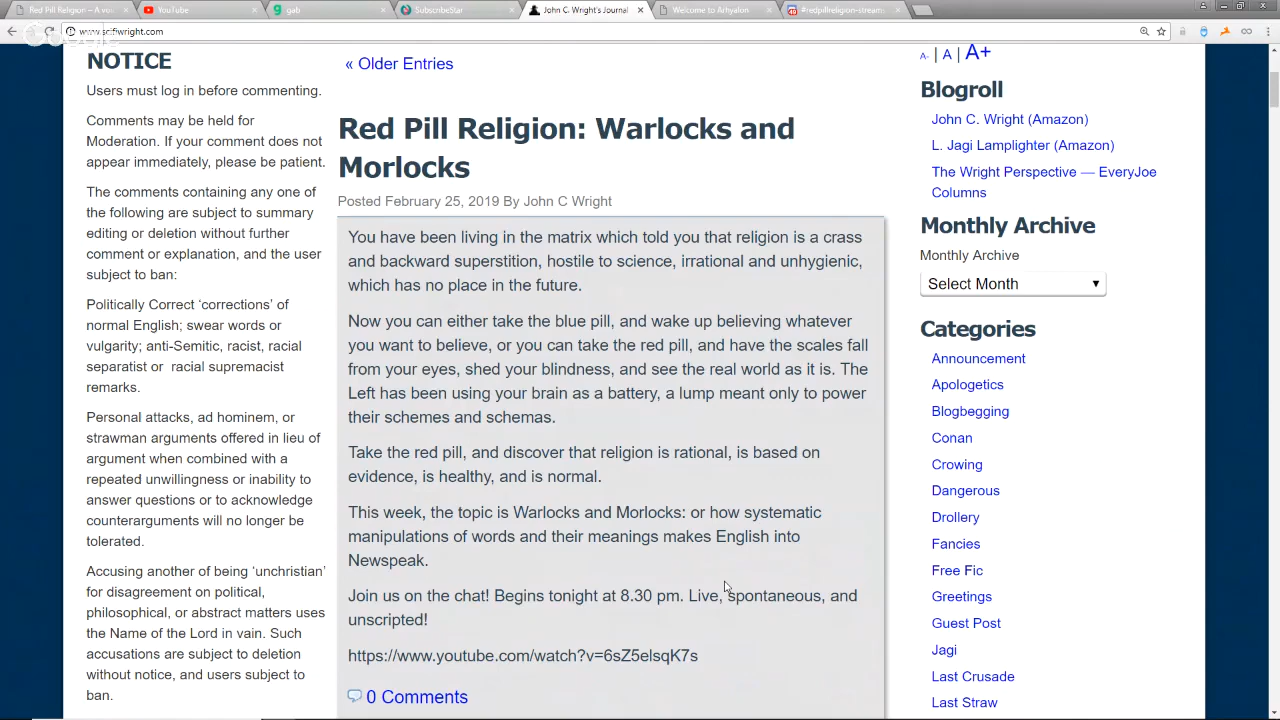 Red Pill Religion – A vo
YouTube
gab
SubscribeStar
John C. Wright's Journal
Welcome to Arhyalon
#redpillreligion-stream
www.scifiwright.com
NOTICE
Users must log in before commenting.
Comments may be held for
Moderation. If your comment does not
appear immediately, please be patient.
The comments containing any one of
the following are subject to summary
editing or deletion without further
comment or explanation, and the user
subject to ban:
Politically Correct ‘corrections’ of
normal English; swear words or
vulgarity; anti-Semitic, racist, racial
separatist or racial supremacist
remarks.
Personal attacks, ad hominem, or
strawman arguments offered in lieu of
argument when combined with a
repeated unwillingness or inability to
answer questions or to acknowledge
counterarguments will no longer be
tolerated.
Accusing another of being ‘unchristian’
for disagreement on political,
philosophical, or abstract matters uses
the Name of the Lord in vain. Such
accusations are subject to deletion
without notice, and users subject to
ban.
« Older Entries
Red Pill Religion: Warlocks and
Morlocks
Posted February 25, 2019 By John C Wright
You have been living in the matrix which told you that religion is a crass
and backward superstition, hostile to science, irrational and unhygienic,
which has no place in the future.
Now you can either take the blue pill, and wake up believing whatever
you want to believe, or you can take the red pill, and have the scales fall
from your eyes, shed your blindness, and see the real world as it is. The
Left has been using your brain as a battery, a lump meant only to power
their schemes and schemas.
Take the red pill, and discover that religion is rational, is based on
evidence, is healthy, and is normal.
This week, the topic is Warlocks and Morlocks: or how systematic
manipulations of words and their meanings makes English into
Newspeak.
Join us on the chat! Begins tonight at 8.30 pm. Live, spontaneous, and
unscripted!
https://www.youtube.com/watch?v=6sZ5elsqK7s
0 Comments
A- | A | A+
Blogroll
John C. Wright (Amazon)
L. Jagi Lamplighter (Amazon)
The Wright Perspective — EveryJoe
Columns
Monthly Archive
Monthly Archive
Select Month
Categories
Announcement
Apologetics
Blogbegging
Conan
Crowing
Dangerous
Drollery
Fancies
Free Fic
Greetings
Guest Post
Jagi
Last Crusade
Last Straw